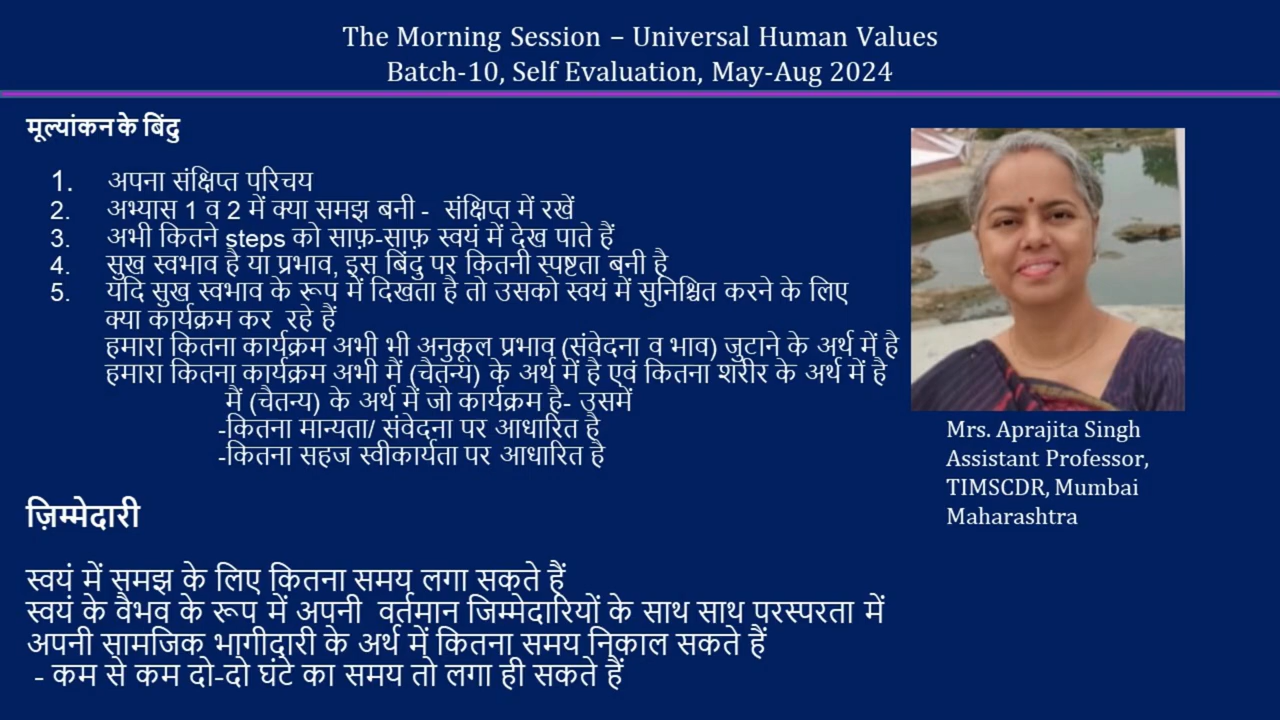 The Morning Session – Universal Human Values
Batch-10, Self Evaluation, May-Aug 2024
मूल्यांकन के बिंदु
1. अपना संक्षिप्त परिचय
2. अभ्यास 1 व 2 में क्या समझ बनी - संक्षिप्त में रखें
3. अभी कितने steps को साफ़-साफ़ स्वयं में देख पाते हैं
4. सुख स्वभाव है या प्रभाव, इस बिंदु पर कितनी स्पष्टता बनी है
5. यदि सुख स्वभाव के रूप में दिखता है तो उसको स्वयं में सुनिश्चित करने के लिए
क्या कार्यक्रम कर रहे हैं
हमारा कितना कार्यक्रम अभी भी अनुकूल प्रभाव (संवेदना व भाव) जुटाने के अर्थ में है
हमारा कितना कार्यक्रम अभी मैं (चैतन्य) के अर्थ में है एवं कितना शरीर के अर्थ में है
मैं (चैतन्य) के अर्थ में जो कार्यक्रम है- उसमें
-कितना मान्यता/ संवेदना पर आधारित है
-कितना सहज स्वीकार्यता पर आधारित है
Mrs. Aprajita Singh
Assistant Professor,
TIMSCDR, Mumbai
Maharashtra
ज़िम्मेदारी
स्वयं में समझ के लिए कितना समय लगा सकते हैं
स्वयं के वैभव के रूप में अपनी वर्तमान जिम्मेदारियों के साथ साथ परस्परता में
अपनी सामजिक भागीदारी के अर्थ में कितना समय निकाल सकते हैं
- कम से कम दो-दो घंटे का समय तो लगा ही सकते हैं